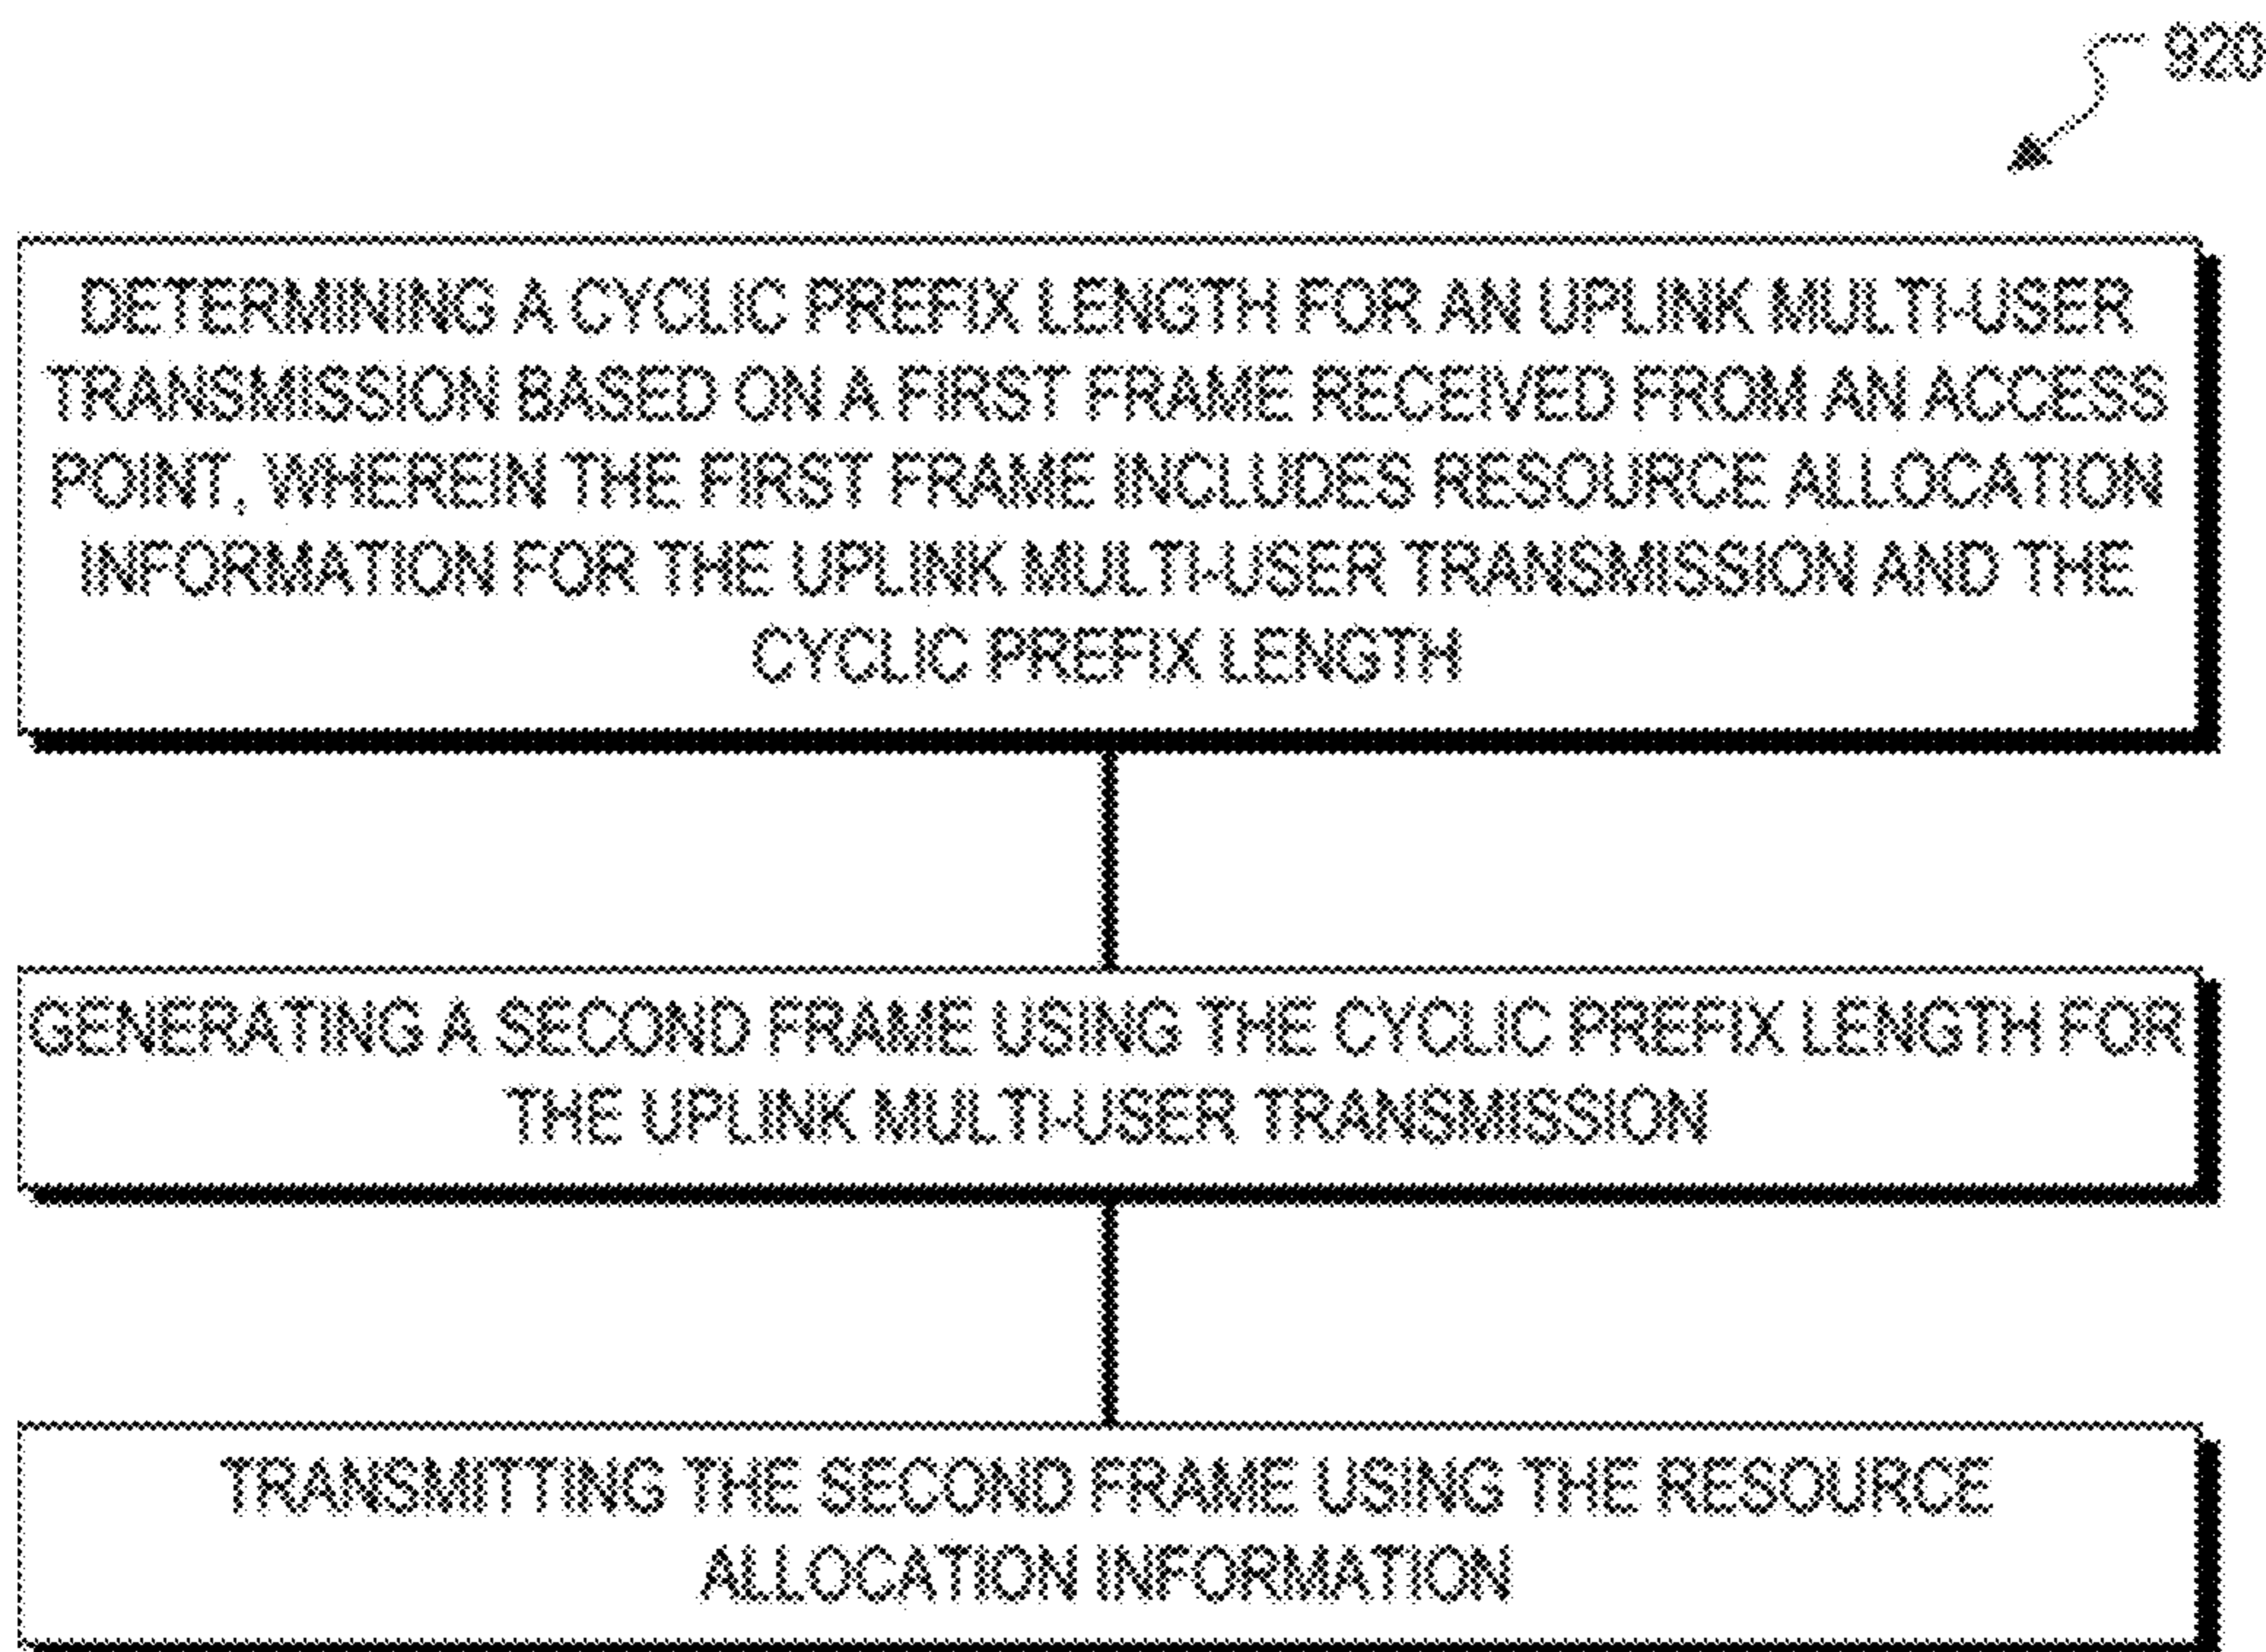 920
DETERMINING A CYCLIC PREFIX LENGTH FOR AN UPLINK MULTI-USER
TRANSMISSION BASED ON A FIRST FRAME RECEIVED FROM AN ACCESS
POINT, WHEREIN THE FIRST FRAME INCLUDES RESOURCE ALLOCATION
INFORMATION FOR THE UPLINK MULTI-USER TRANSMISSION AND THE
CYCLIC PREFIX LENGTH
GENERATING A SECOND FRAME USING THE CYCLIC PREFIX LENGTH FOR
THE UPLINK MULTI-USER TRANSMISSION
TRANSMITTING THE SECOND FRAME USING THE RESOURCE
ALLOCATION INFORMATION